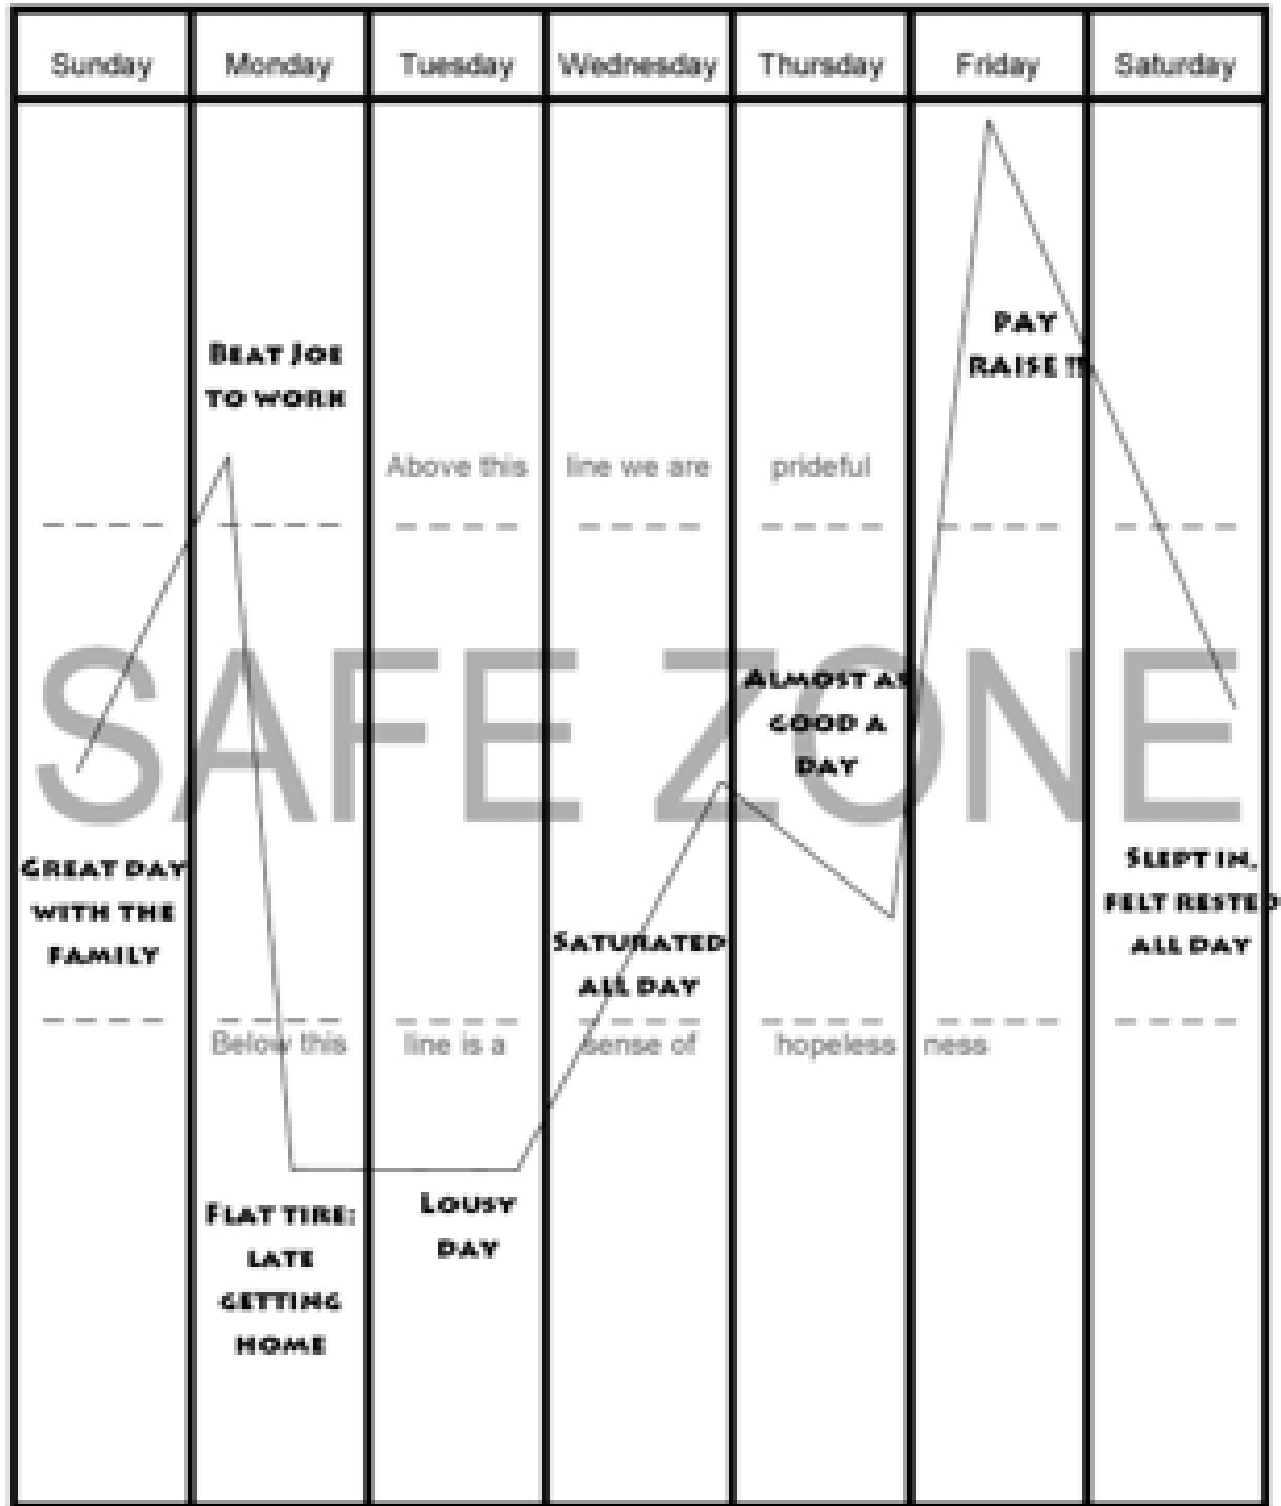 Sunday Monday Tuesday Wednesday Thursday Friday Saturday
PAY
RAISE !!
BEAT JOE
TO WORK
Above this line we are prideful
SAFE ZONE
ALMOST AS
GOOD A
DAY
GREAT DAY
WITH THE
FAMILY
SLEPT IN,
FELT RESTED
ALL DAY
SATURATED
ALL DAY
Below this line is a sense of hopeless ness
FLAT TIRE:
LATE
GETTING
HOME
LOUSY
DAY